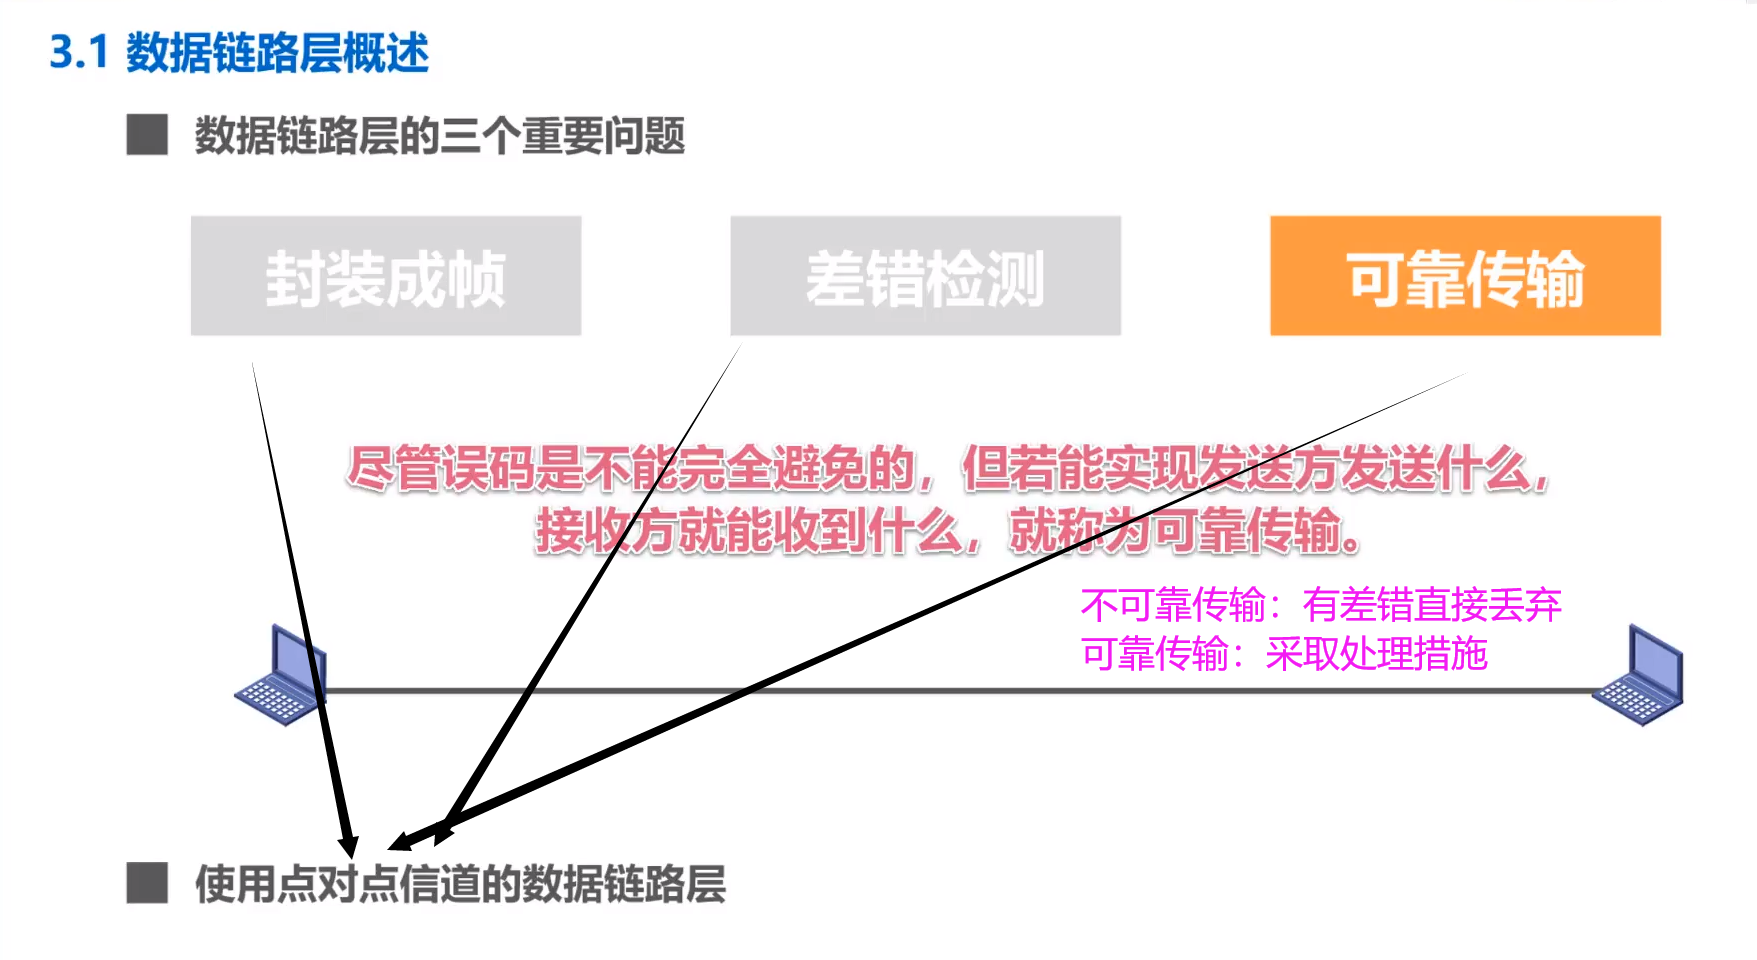 3.1 数据链路层概述
数据链路层的三个重要问题
封装成帧
差错检测
可靠传输
尽管误码是不能完全避免的，但若能实现发送方发送什么，
接收方就能收到什么，就称为可靠传输。
不可靠传输：有差错直接丢弃
可靠传输：采取处理措施
使用点对点信道的数据链路层